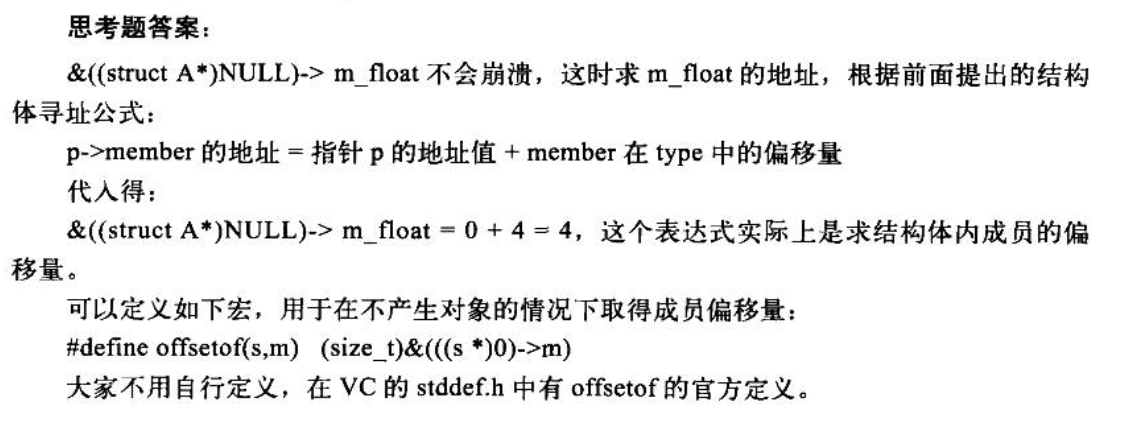 思考题答案：
&((struct A*)NULL)-> m_float 不会崩溃，这时求 m_float 的地址，根据前面提出的结构
体寻址公式：
p->member 的地址 = 指针 p 的地址值 + member 在 type 中的偏移量
代入得：
&((struct A*)NULL)-> m_float = 0 + 4 = 4，这个表达式实际上是求结构体内成员的偏
移量。
可以定义如下宏，用于在不产生对象的情况下取得成员偏移量：
#define offsetof(s,m) (size_t)&(((s *)0)->m)
大家不用自行定义，在 VC 的 stddef.h 中有 offsetof 的官方定义。